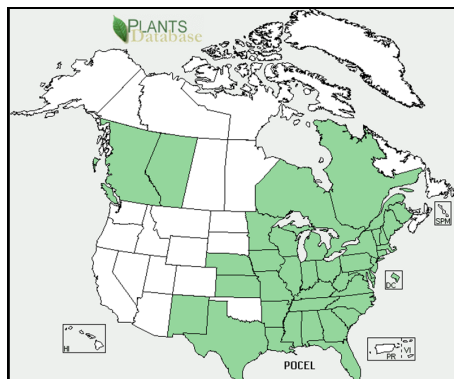 PLANTS
Database
SPM
DC
HI
PR VI
POCEL